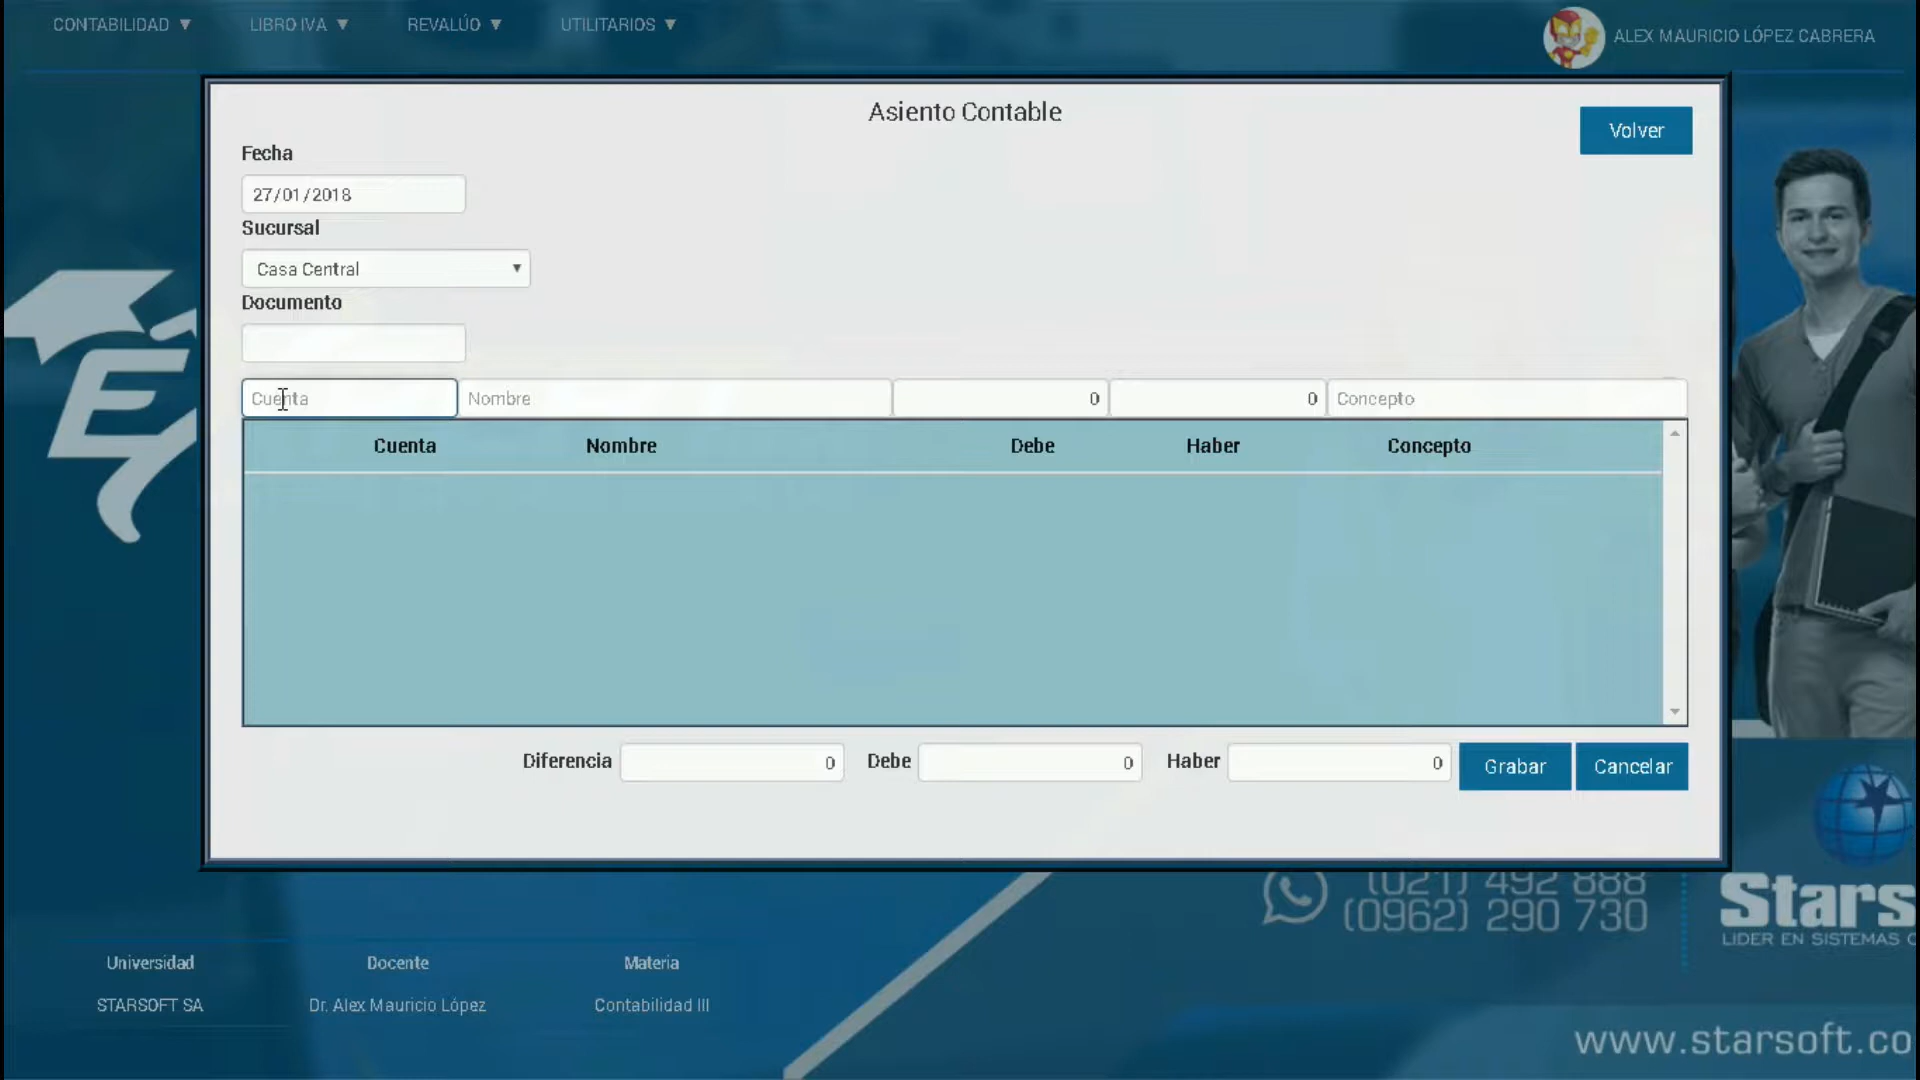 CONTABILIDAD ▼ LIBRO IVA ▼ REVALÚO ▼ UTILITARIOS ▼
ALEX MAURICIO LÓPEZ CABRERA
Asiento Contable
Volver
Fecha
27/01/2018
Sucursal
Casa Central
Documento
Cuenta Nombre 0 0 Concepto
Cuenta Nombre Debe Haber Concepto
Diferencia 0 Debe 0 Haber 0 Grabar Cancelar
(021) 492 888
(0962) 290 730
Stars
LIDER EN SISTEMAS
Universidad Docente Materia
STARSOFT SA Dr. Alex Mauricio López Contabilidad III
www.starsoft.co